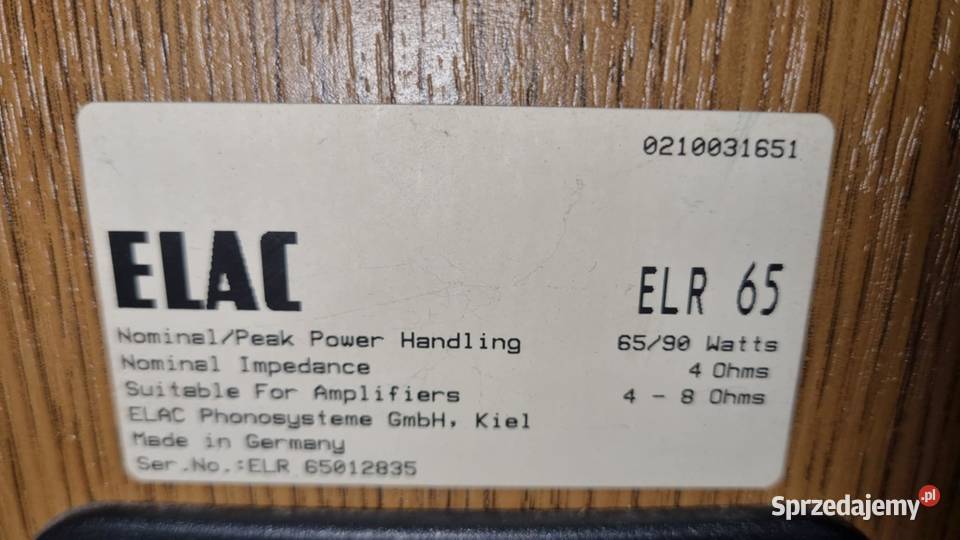 0210031651
ELAC
ELR 65
Nominal/Peak Power Handling 65/90 Watts
Nominal Impedance 4 Ohms
Suitable For Amplifiers 4 - 8 Ohms
ELAC Phonosysteme GmbH, Kiel
Made in Germany
Ser.No.:ELR 65012835
Sprzedajemy.pl